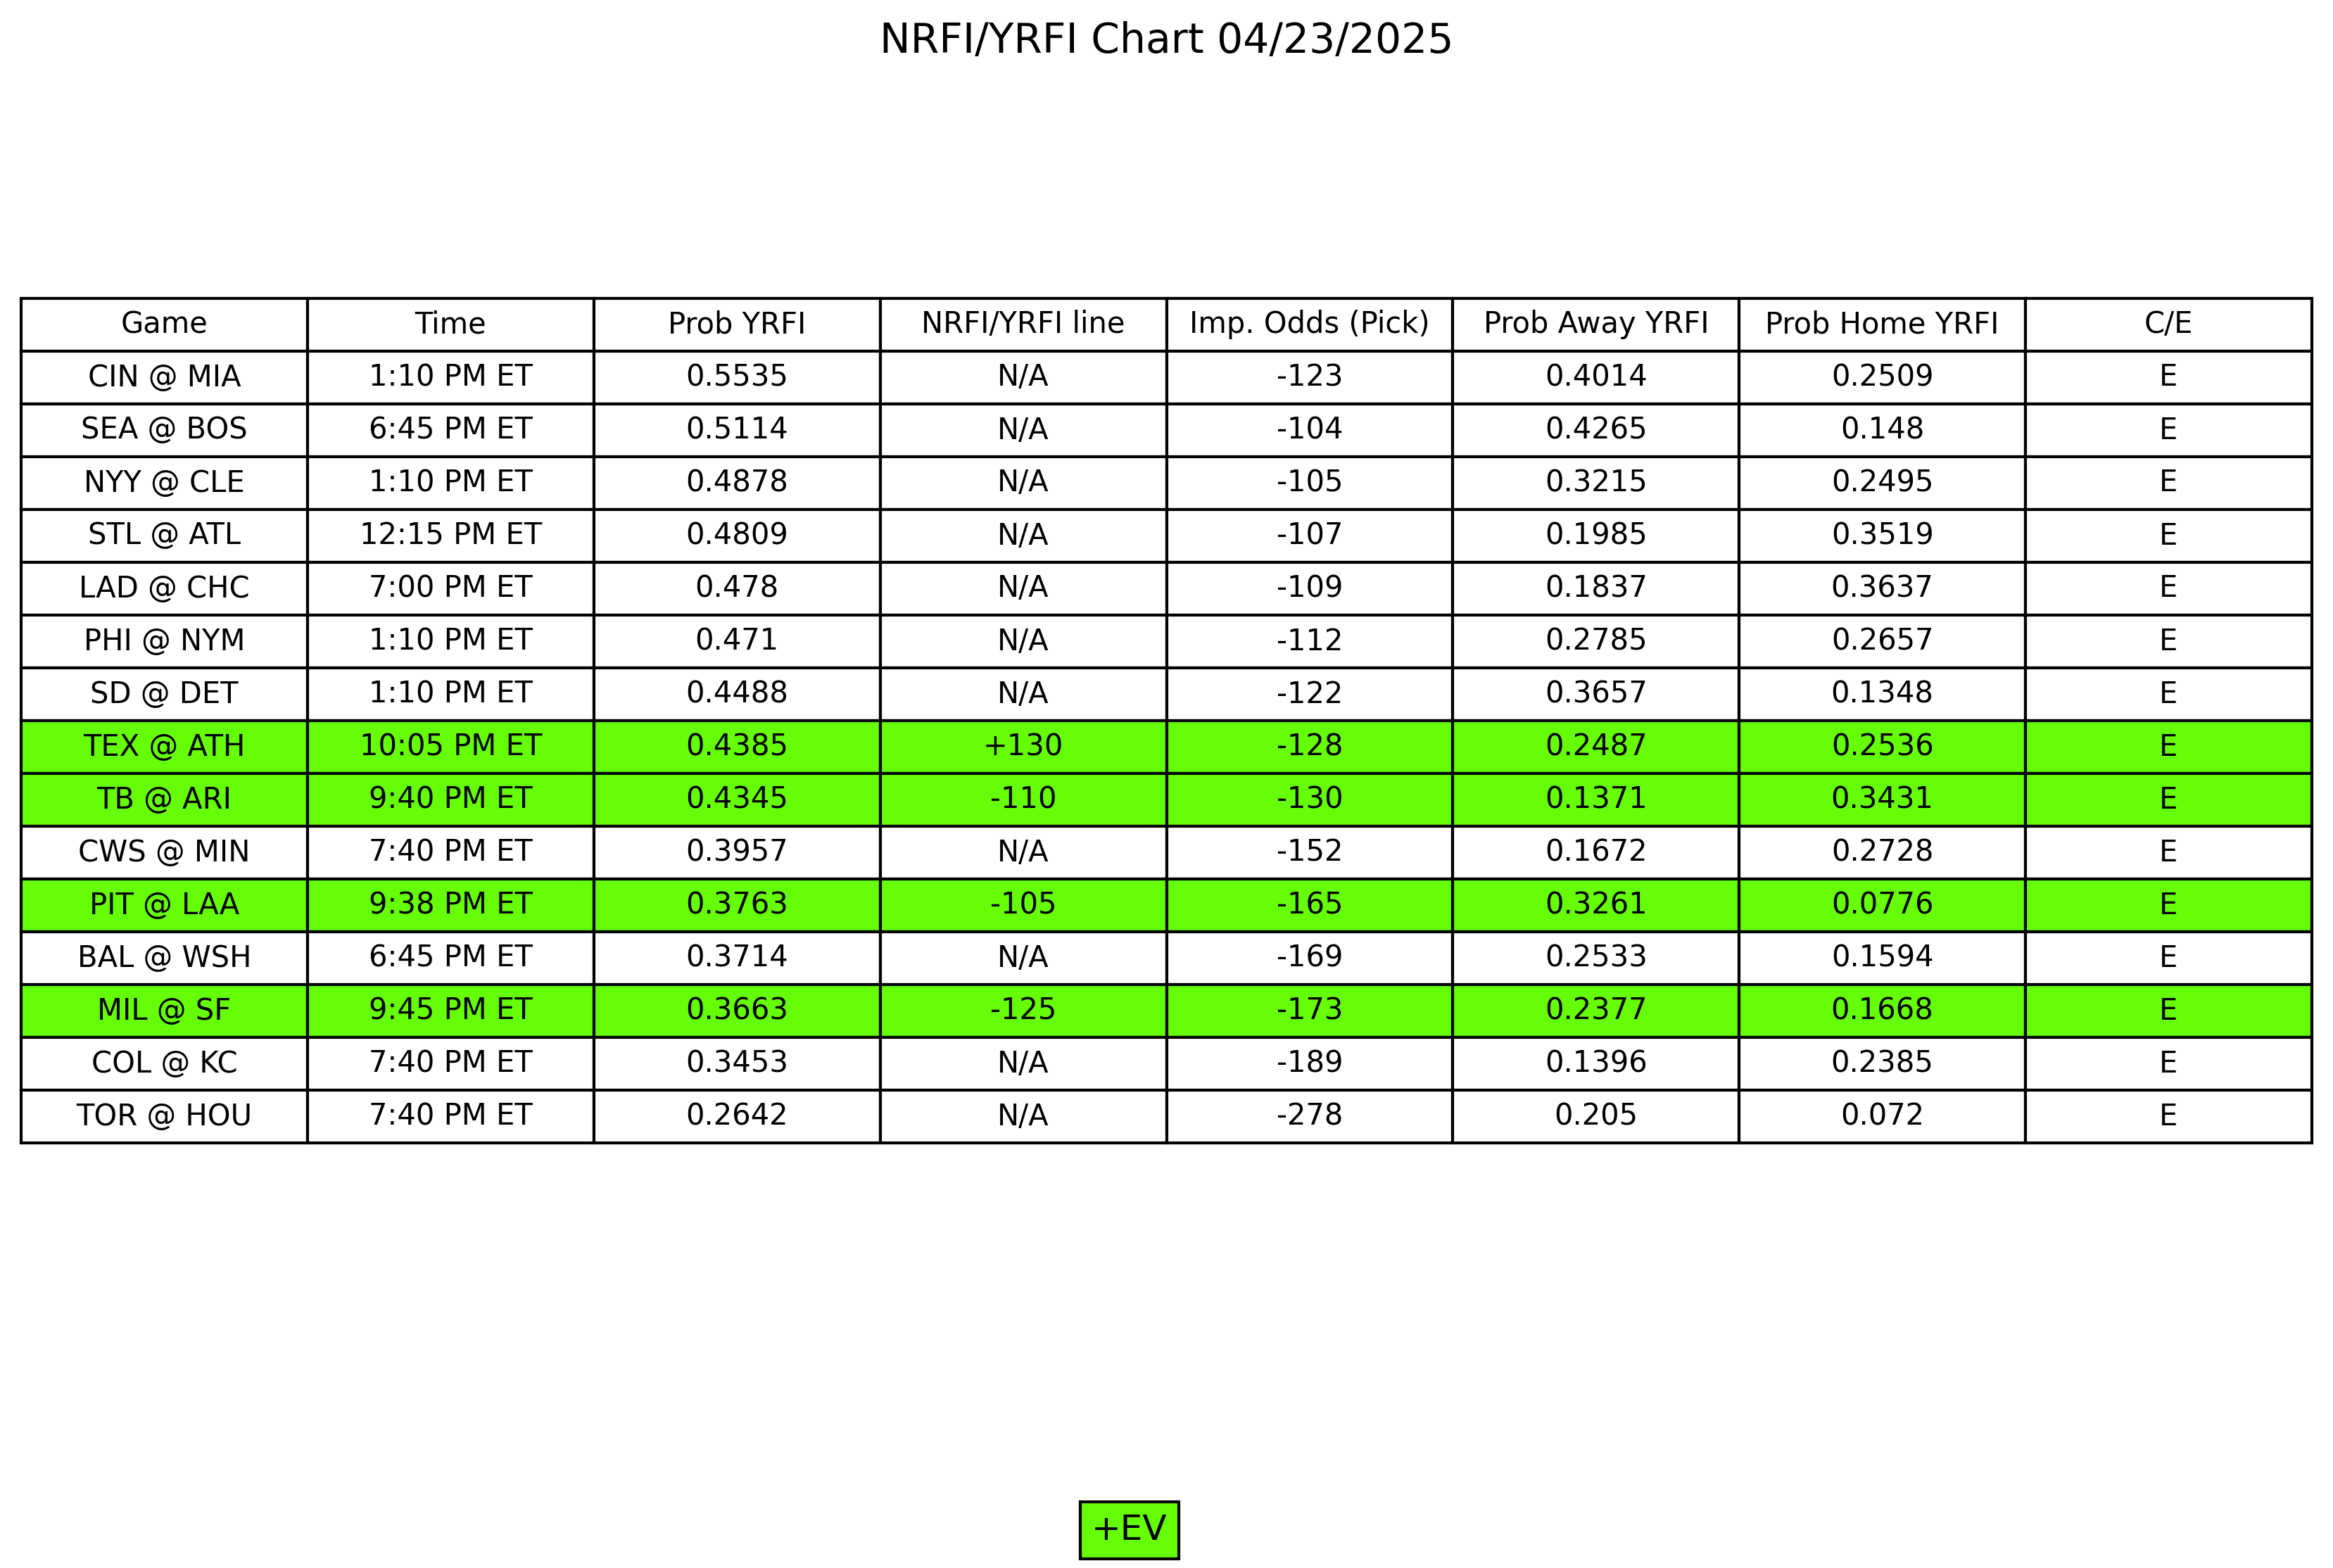 NRFI/YRFI Chart 04/23/2025
Game Time Prob YRFI NRFI/YRFI line Imp. Odds (Pick) Prob Away YRFI Prob Home YRFI C/E
CIN @ MIA 1:10 PM ET 0.5535 N/A -123 0.4014 0.2509 E
SEA @ BOS 6:45 PM ET 0.5114 N/A -104 0.4265 0.148 E
NYY @ CLE 1:10 PM ET 0.4878 N/A -105 0.3215 0.2495 E
STL @ ATL 12:15 PM ET 0.4809 N/A -107 0.1985 0.3519 E
LAD @ CHC 7:00 PM ET 0.478 N/A -109 0.1837 0.3637 E
PHI @ NYM 1:10 PM ET 0.471 N/A -112 0.2785 0.2657 E
SD @ DET 1:10 PM ET 0.4488 N/A -122 0.3657 0.1348 E
TEX @ ATH 10:05 PM ET 0.4385 +130 -128 0.2487 0.2536 E
TB @ ARI 9:40 PM ET 0.4345 -110 -130 0.1371 0.3431 E
CWS @ MIN 7:40 PM ET 0.3957 N/A -152 0.1672 0.2728 E
PIT @ LAA 9:38 PM ET 0.3763 -105 -165 0.3261 0.0776 E
BAL @ WSH 6:45 PM ET 0.3714 N/A -169 0.2533 0.1594 E
MIL @ SF 9:45 PM ET 0.3663 -125 -173 0.2377 0.1668 E
COL @ KC 7:40 PM ET 0.3453 N/A -189 0.1396 0.2385 E
TOR @ HOU 7:40 PM ET 0.2642 N/A -278 0.205 0.072 E
+EV